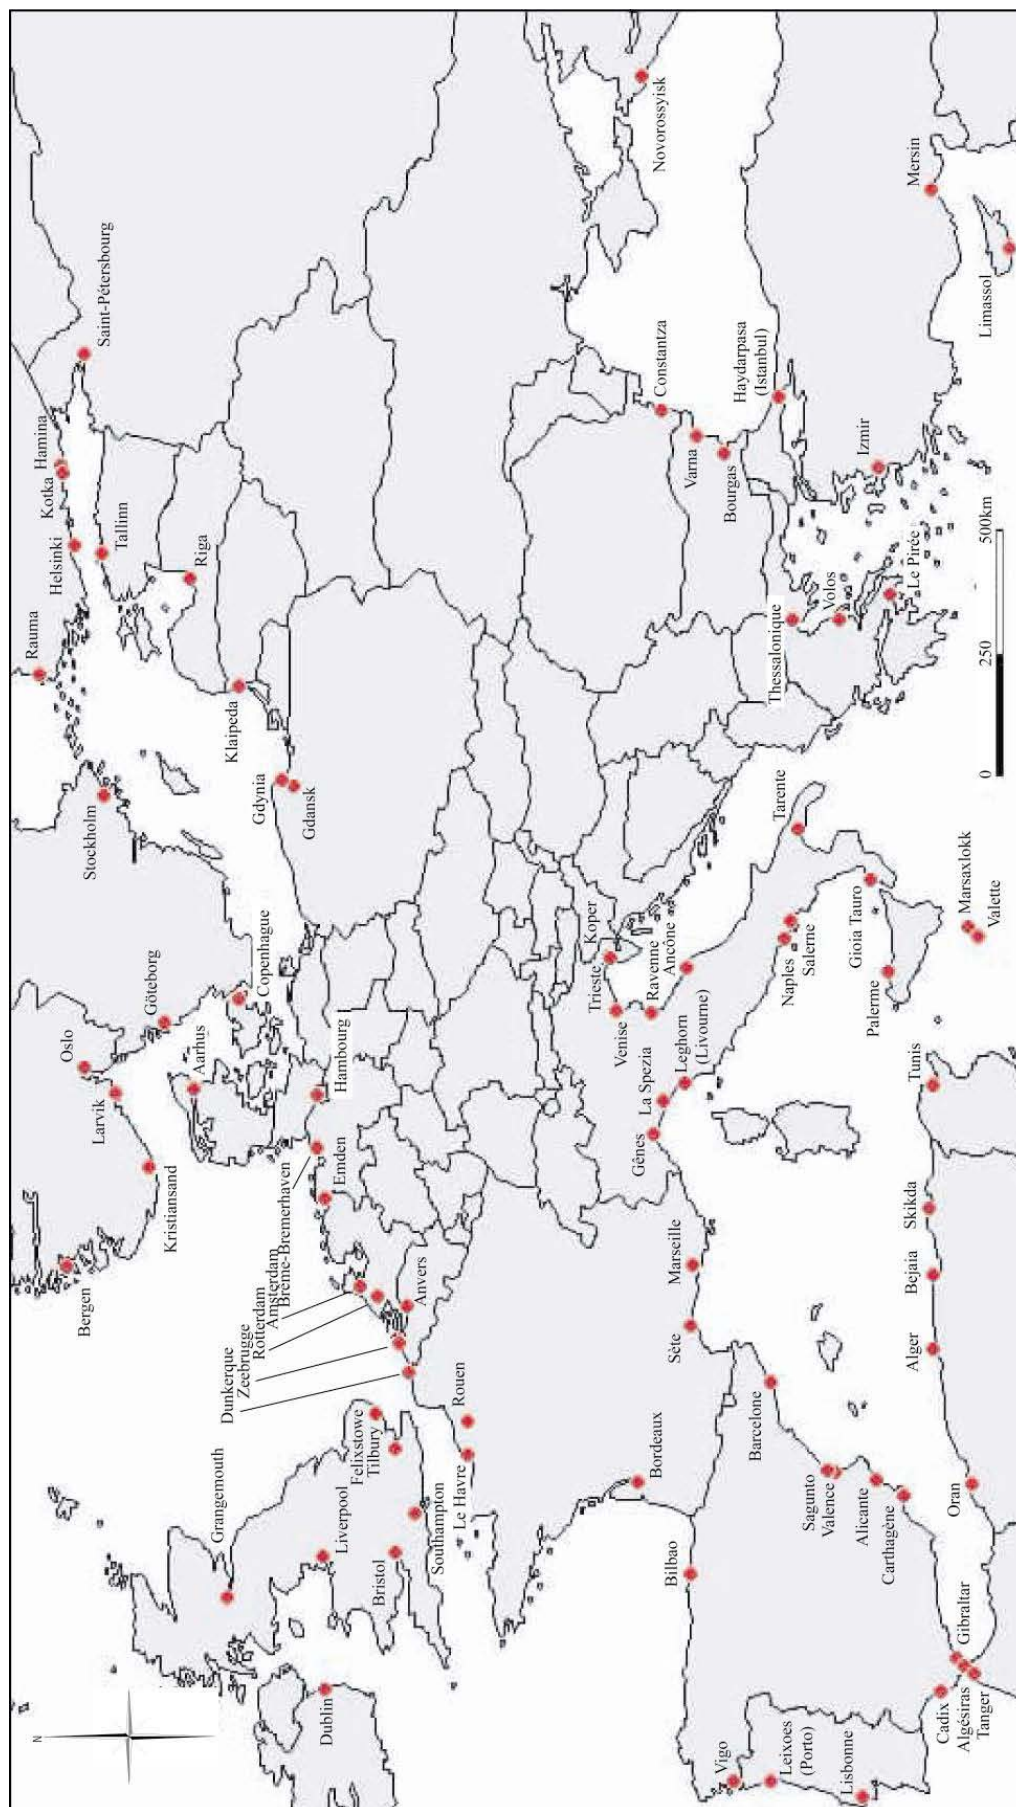 N
Rauma
Helsinki
Kotka
Hamina
Saint-Pétersbourg
Tallinn
Riga
Stockholm
Klaipeda
Gdynia
Gdansk
Oslo
Larvik
Bergen
Kristiansand
Göteborg
Aarhus
Copenhague
Hambourg
Brème-Bremerhaven
Emden
Amsterdam
Rotterdam
Zeebrugge
Dunkerque
Anvers
Grangemouth
Liverpool
Dublin
Bristol
Felixstowe
Tilbury
Southampton
Le Havre
Rouen
Bordeaux
Bilbao
Vigo
Leixoes
(Porto)
Lisbonne
Cadix
Algésiras
Tanger
Gibraltar
Carthagène
Alicante
Valence
Sagunto
Barcelone
Sète
Marseille
Gênes
La Spezia
Leghorn
(Livourne)
Venise
Trieste
Koper
Ravenne
Ancône
Naples
Salerne
Tarente
Gioia Tauro
Palerme
Marsaxlokk
Valette
Oran
Alger
Bejaia
Skikda
Tunis
Thessalonique
Volos
Le Pirée
Izmir
Haydarpasa
(Istanbul)
Bourgas
Varna
Constantza
Novorossyisk
Mersin
Limassol
0
250
500km